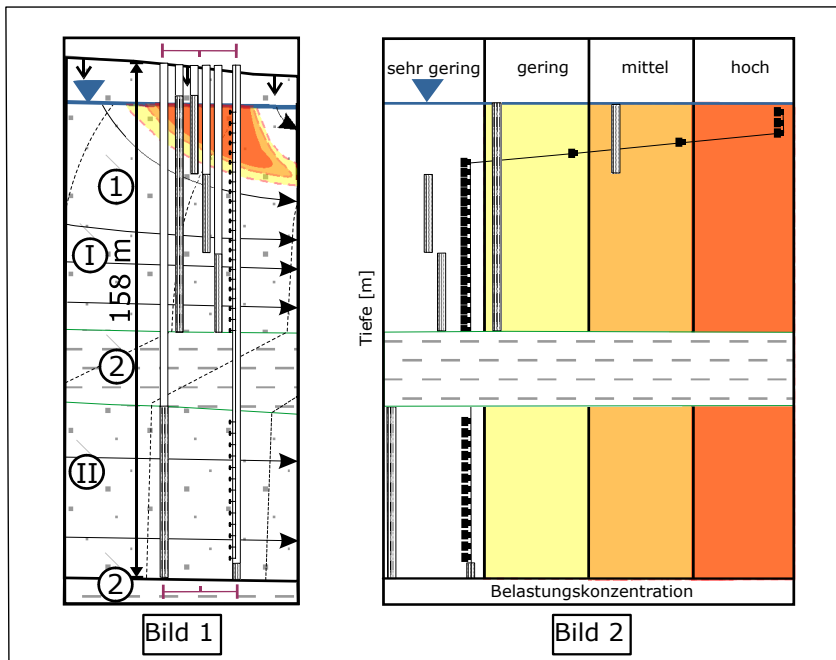 1
I
158 m
2
II
2
Bild 1
sehr gering
gering
mittel
hoch
Tiefe [m]
Belastungskonzentration
Bild 2